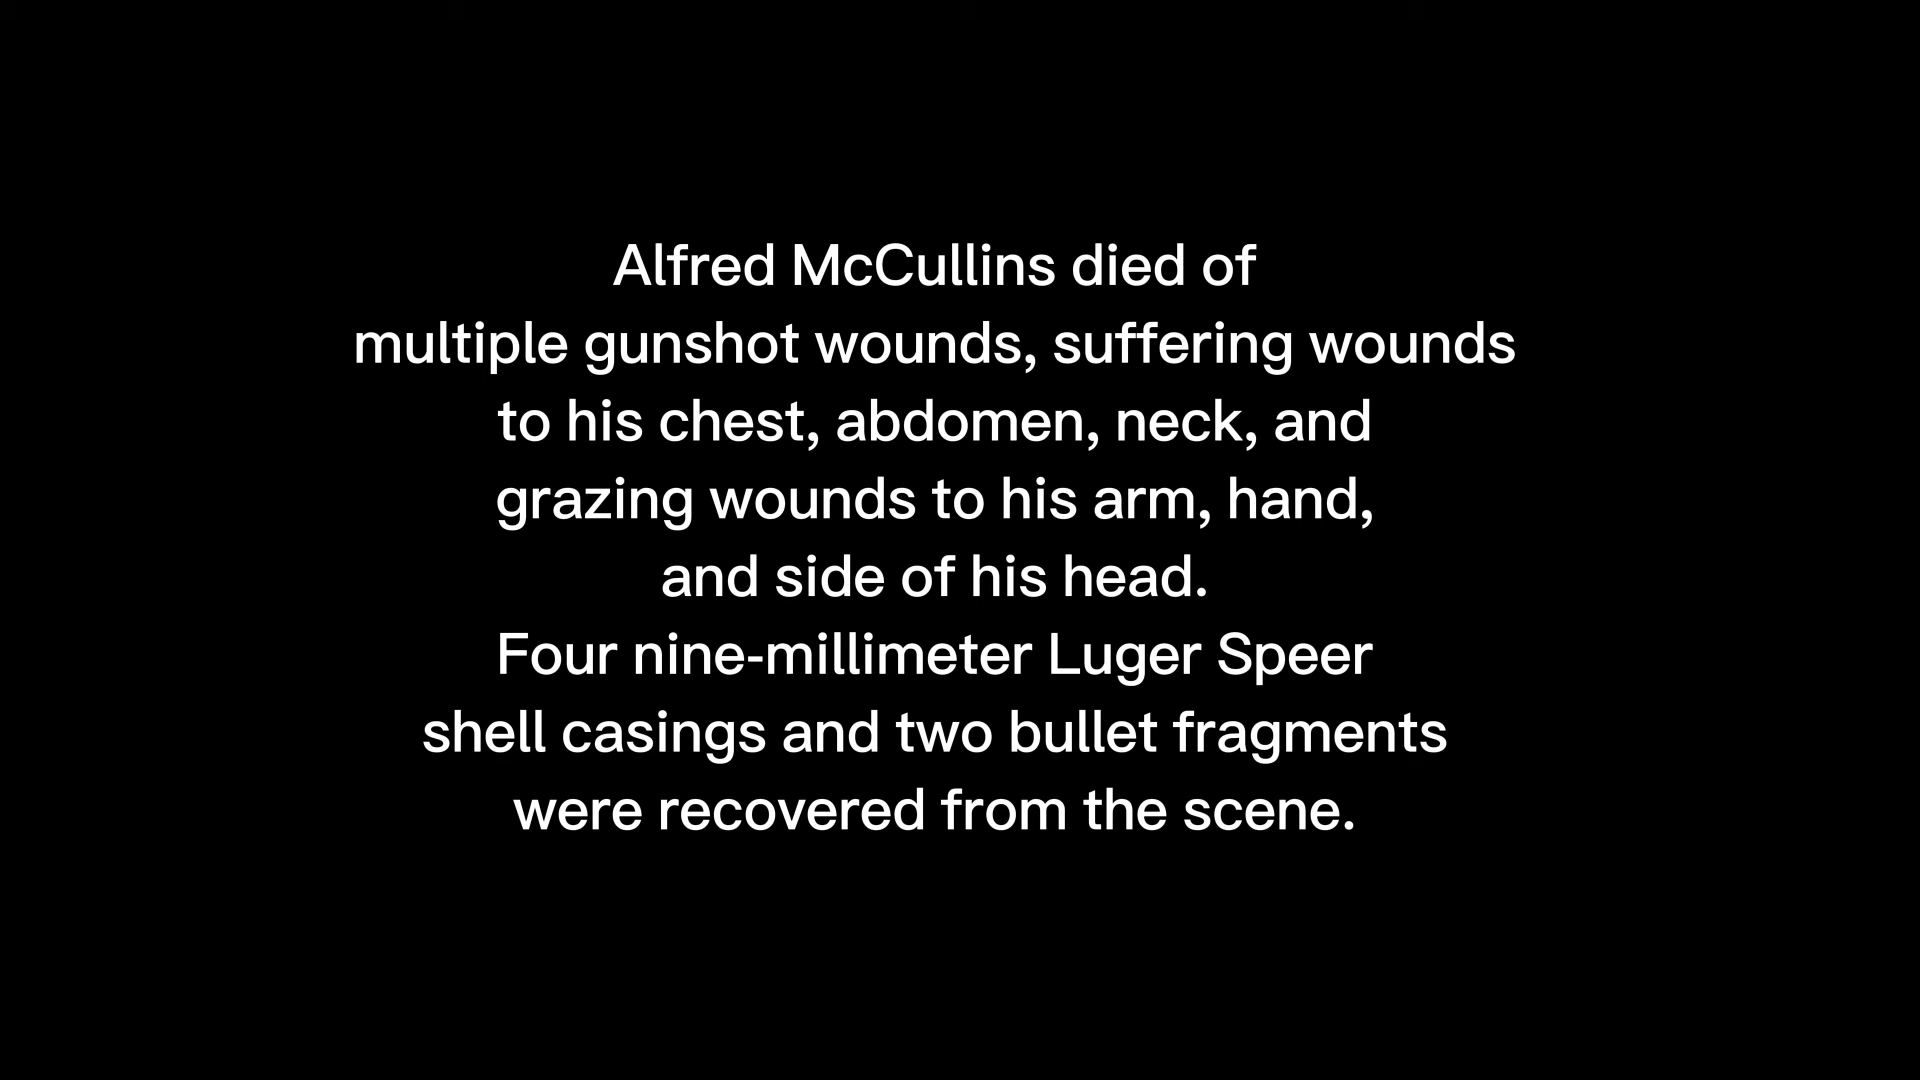 Alfred McCullins died of
multiple gunshot wounds, suffering wounds
to his chest, abdomen, neck, and
grazing wounds to his arm, hand,
and side of his head.
Four nine-millimeter Luger Speer
shell casings and two bullet fragments
were recovered from the scene.